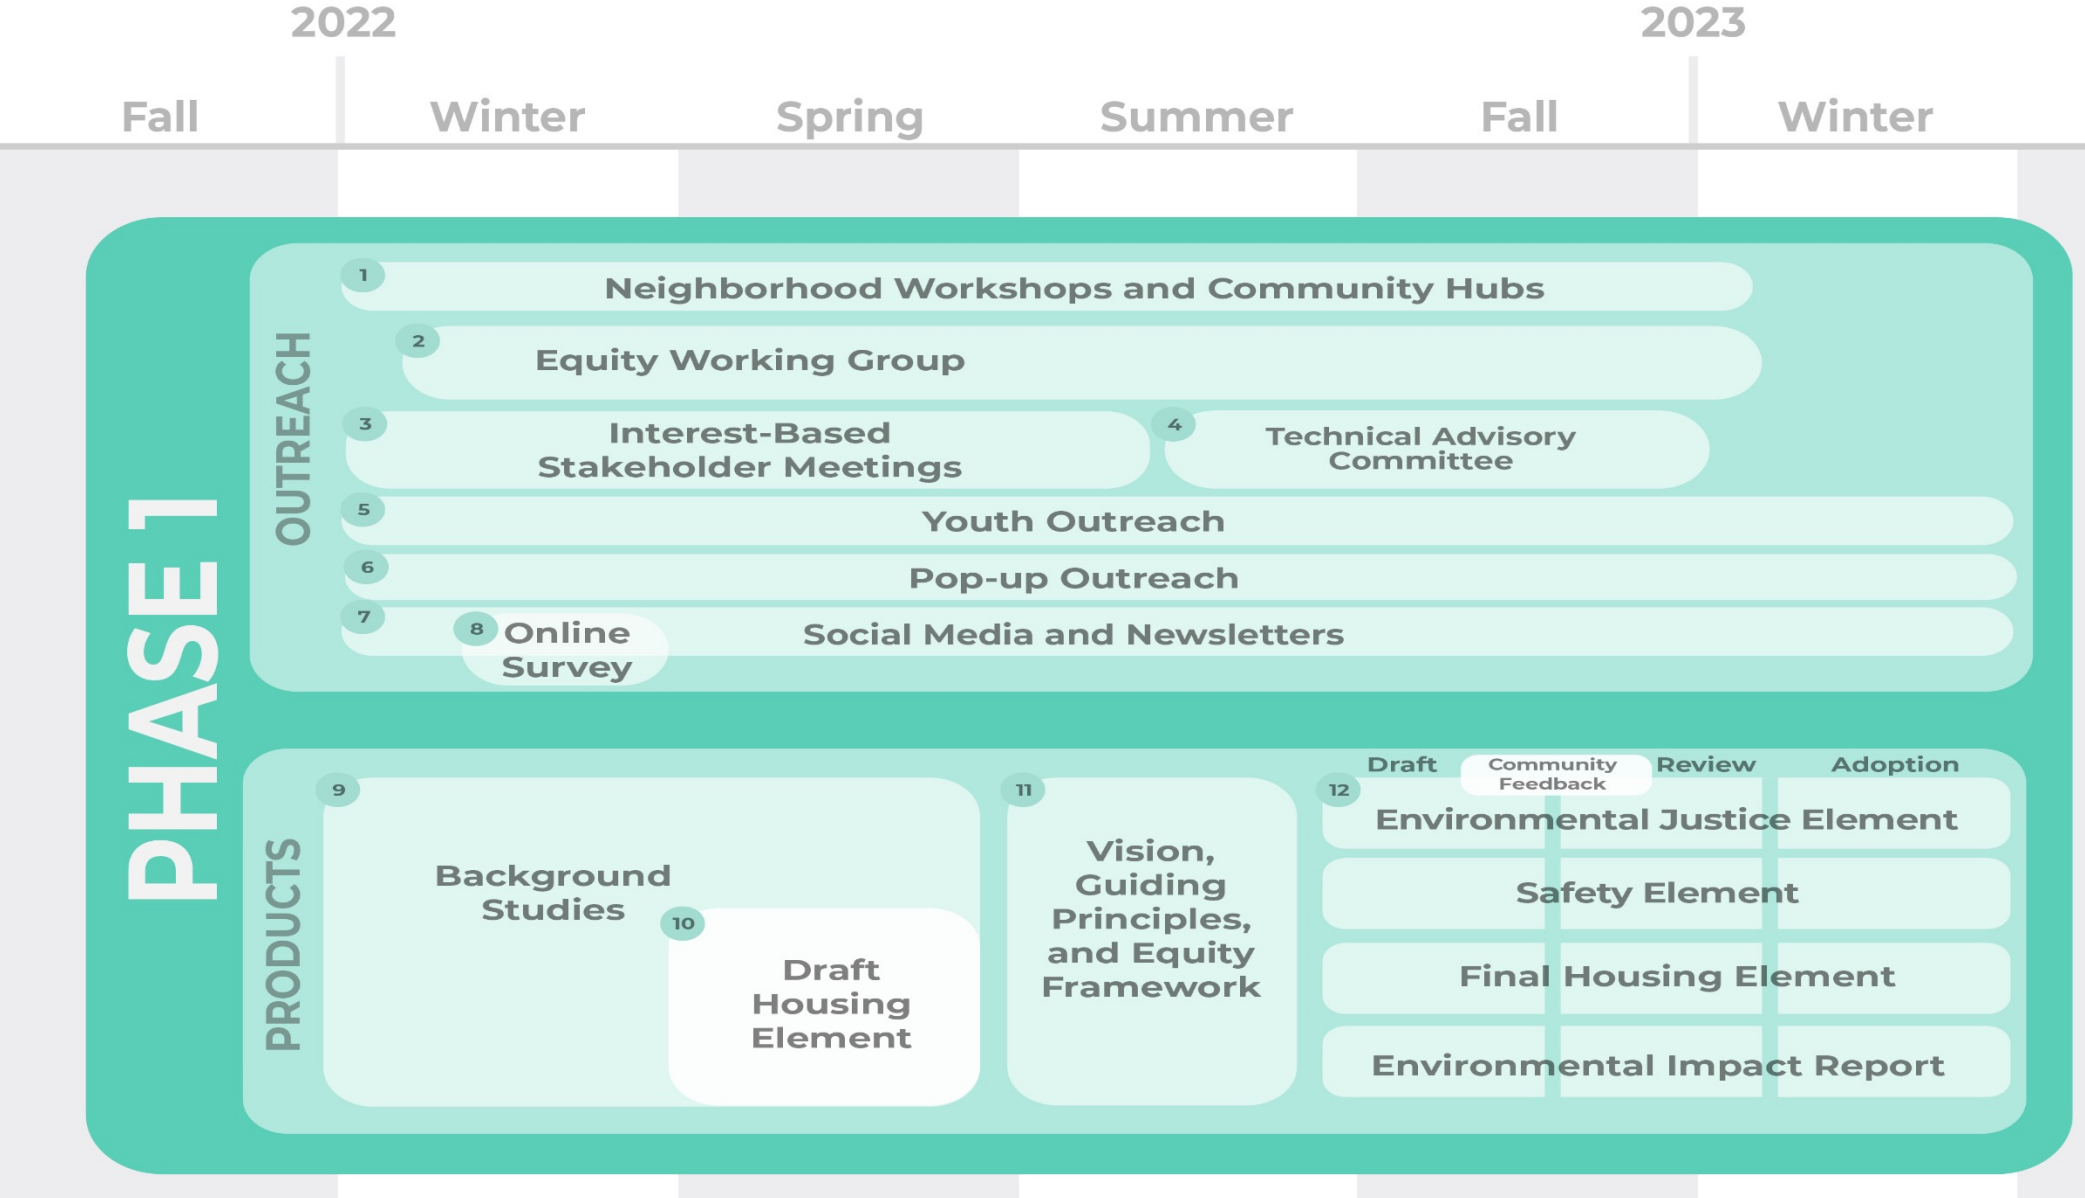 2022
2023
Fall
Winter
Spring
Summer
Fall
Winter
PHASE 1
OUTREACH
1
Neighborhood Workshops and Community Hubs
2
Equity Working Group
3
Interest-Based
Stakeholder Meetings
4
Technical Advisory
Committee
5
Youth Outreach
6
Pop-up Outreach
7
8
Online
Survey
Social Media and Newsletters
PRODUCTS
9
Background
Studies
10
Draft
Housing
Element
11
Vision,
Guiding
Principles,
and Equity
Framework
12
Draft
Community
Feedback
Review
Adoption
Environmental Justice Element
Safety Element
Final Housing Element
Environmental Impact Report